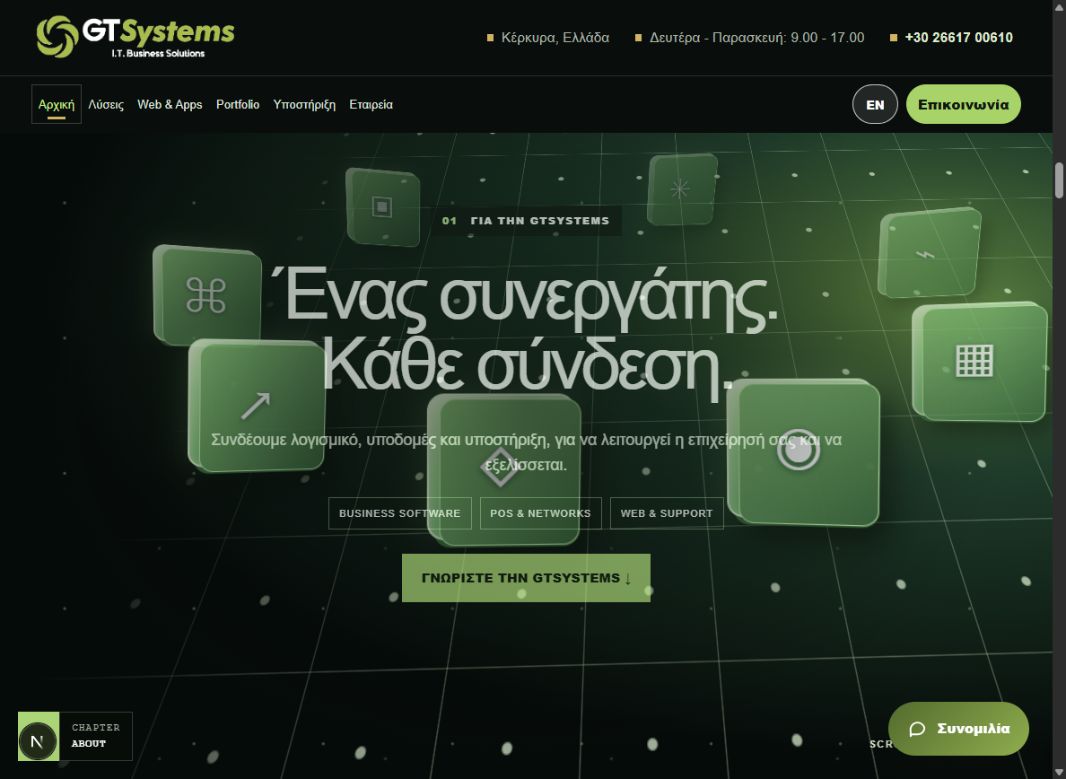 GTSystems
I.T. Business Solutions
Κέρκυρα, Ελλάδα
Δευτέρα - Παρασκευή: 9.00 - 17.00
+30 26617 00610
Αρχική
Λύσεις
Web & Apps
Portfolio
Υποστήριξη
Εταιρεία
EN
Επικοινωνία
01 ΓΙΑ ΤΗΝ GTSYSTEMS
Ένας συνεργάτης.
Κάθε σύνδεση.
Συνδέουμε λογισμικό, υποδομές και υποστήριξη, για να λειτουργεί η επιχείρησή σας και να
εξελίσσεται.
BUSINESS SOFTWARE
POS & NETWORKS
WEB & SUPPORT
ΓΝΩΡΙΣΤΕ ΤΗΝ GTSYSTEMS ↓
N
CHAPTER
ABOUT
SCR
Συνομιλία